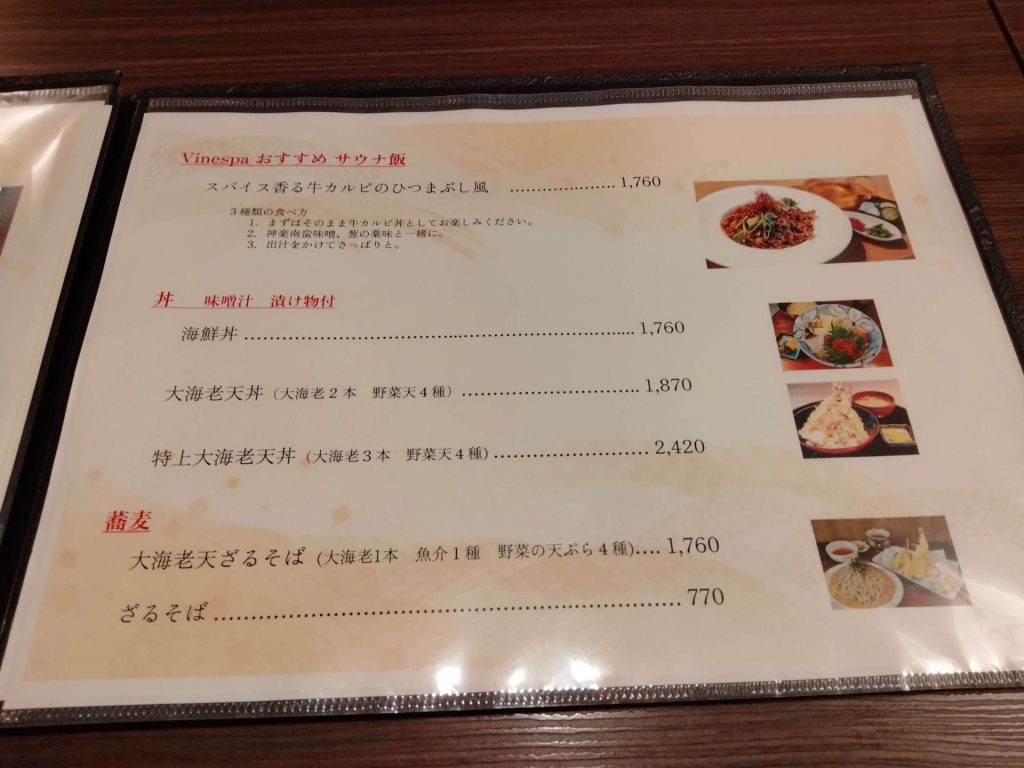 Vinespa おすすめ サウナ飯
スパイス香る牛カルビのひつまぶし風 ………………… 1,760
３種類の食べ方
1. まずはそのまま牛カルビ丼としてお楽しみください。
2. 神楽南蛮味噌、葱の薬味と一緒に。
3. 出汁をかけてさっぱりと。
丼 味噌汁 漬け物付
海鮮丼 ………………………………………………………… 1,760
大海老天丼（大海老２本 野菜天４種）……………………… 1,870
特上大海老天丼（大海老３本 野菜天４種）…………………… 2,420
蕎麦
大海老天ざるそば (大海老1本 魚介１種 野菜の天ぷら４種)…. 1,760
ざるそば ……………………………………………………………… 770